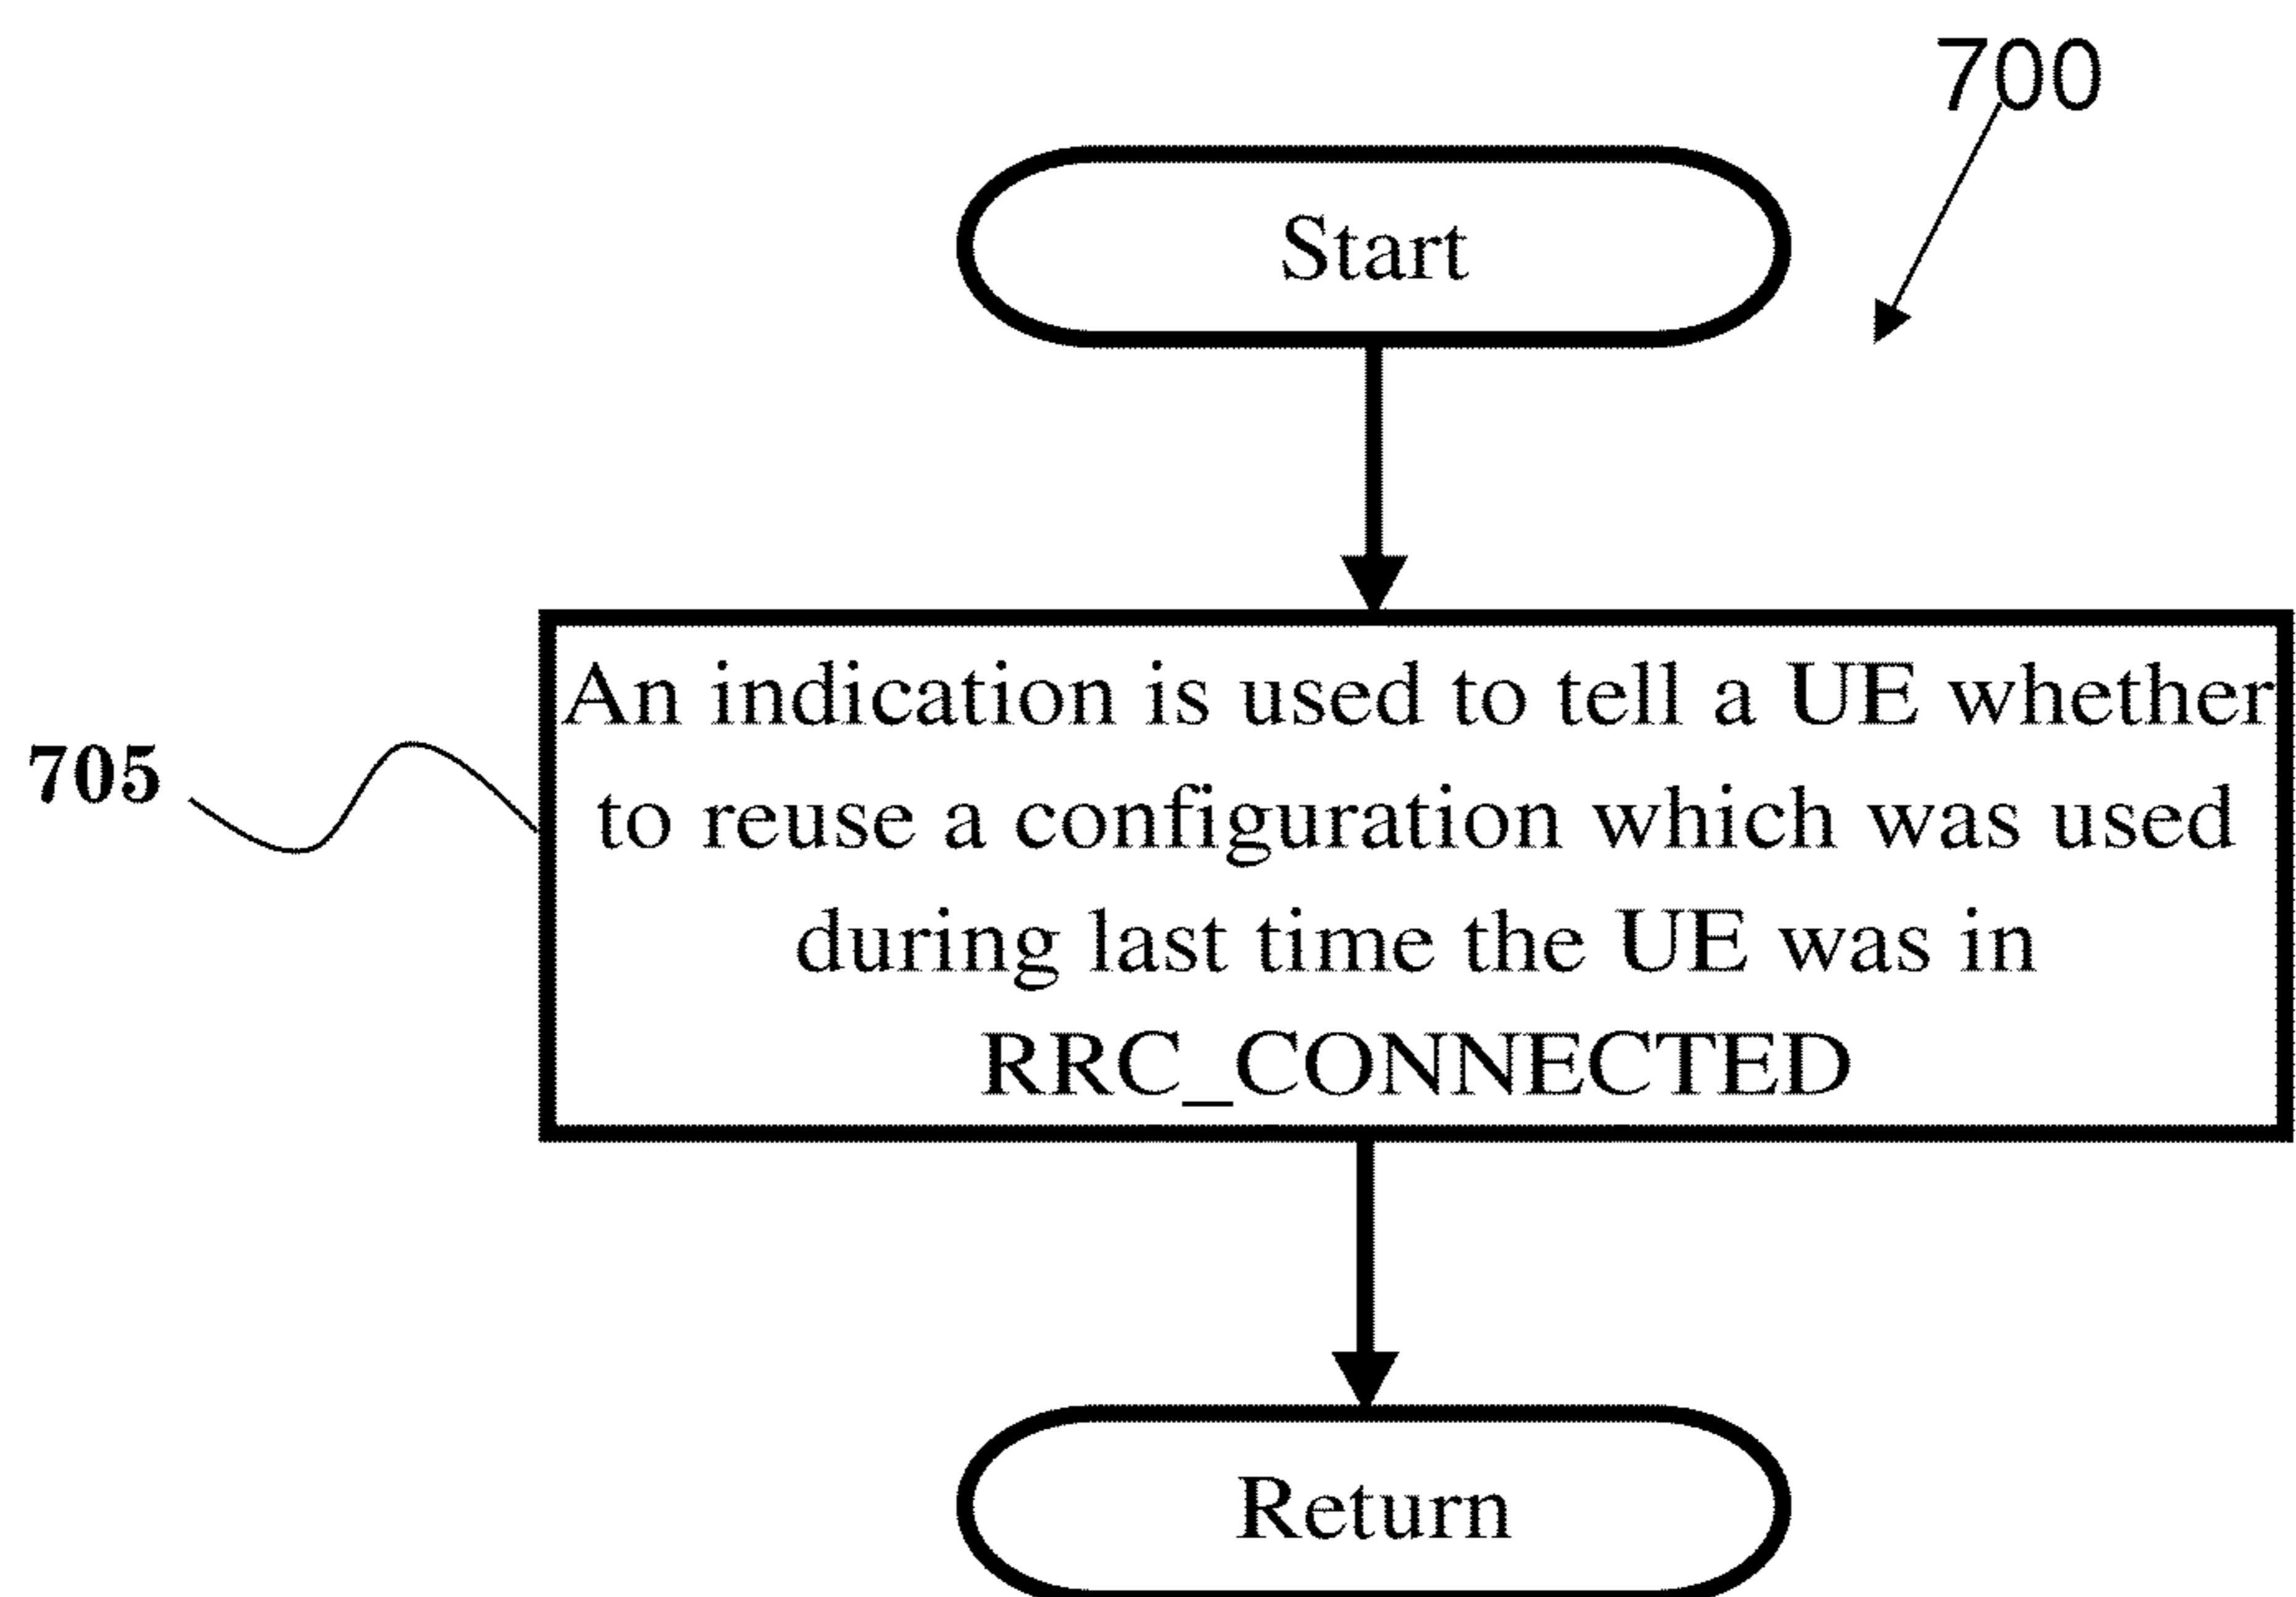 700
Start
An indication is used to tell a UE whether
to reuse a configuration which was used
during last time the UE was in
RRC_CONNECTED
705
Return